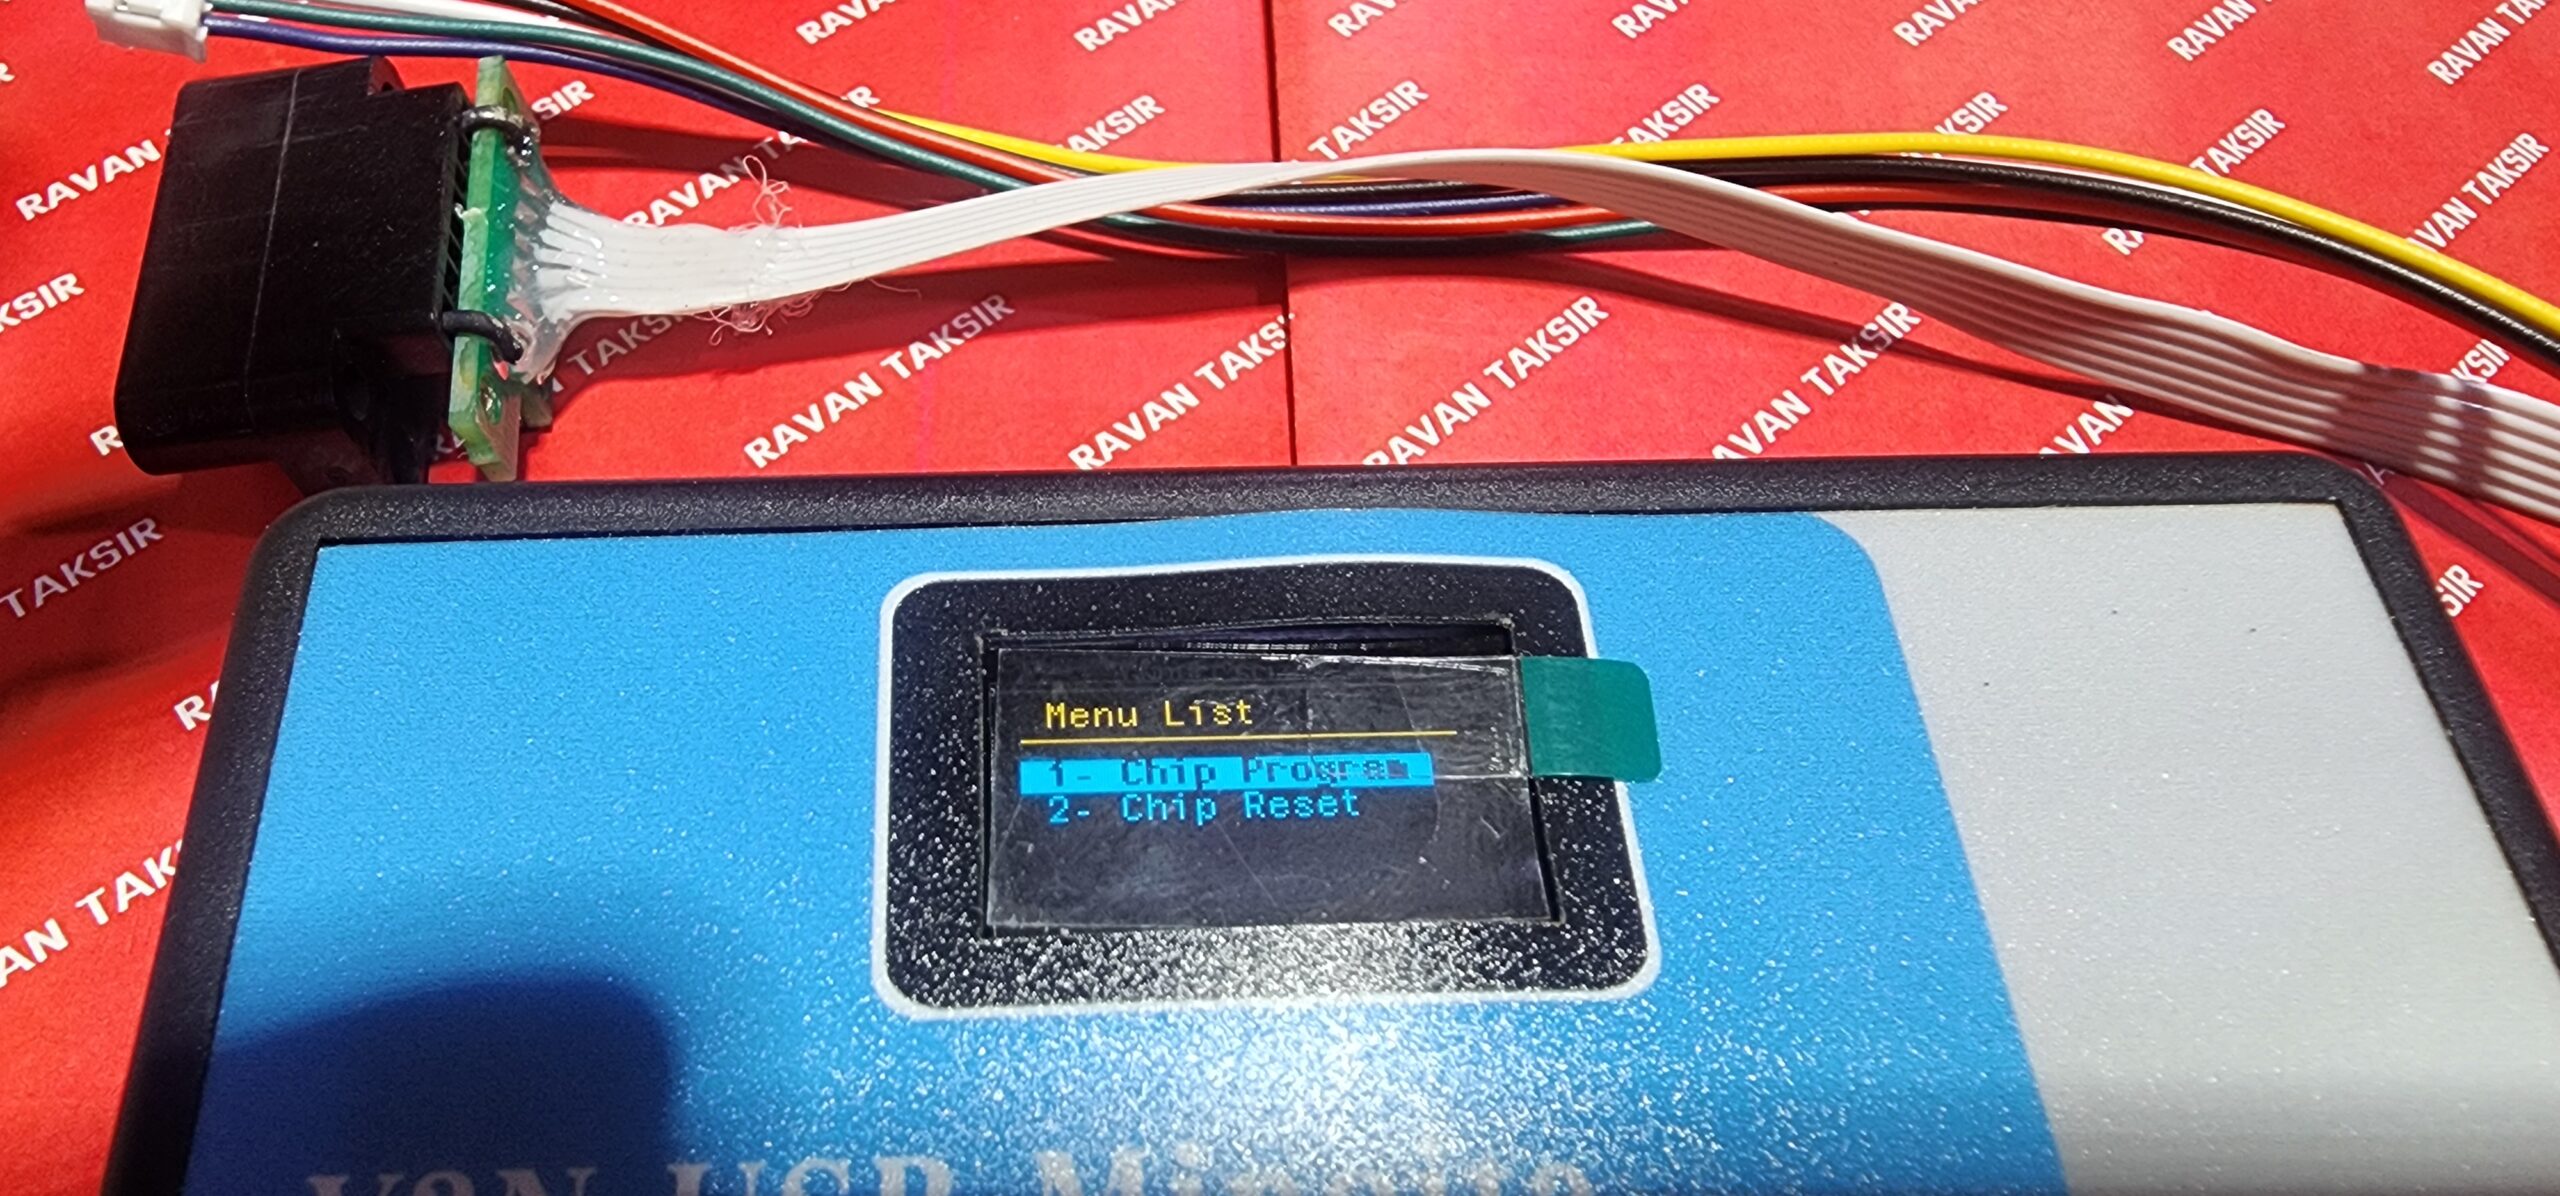 RAVAN TAKSIR
Menu List
1- Chip Program
2- Chip Reset